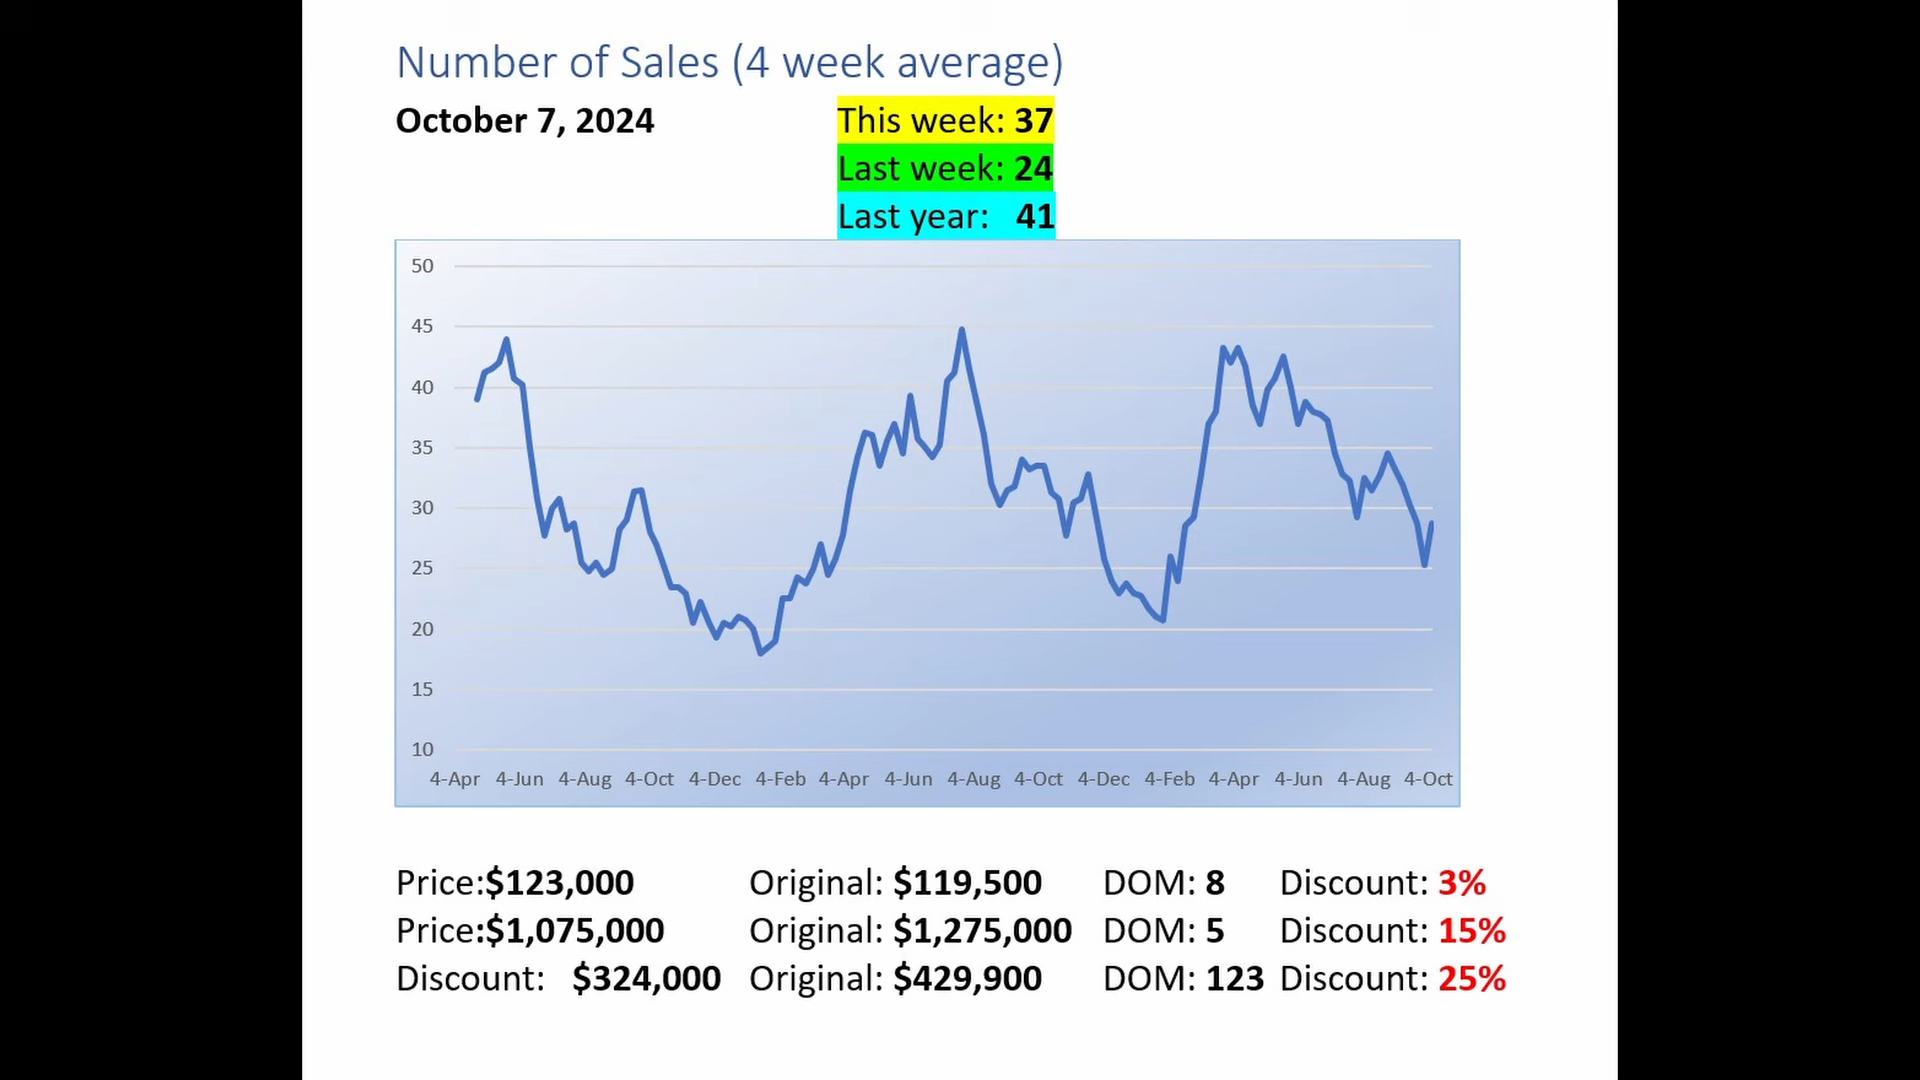 Number of Sales (4 week average)
October 7, 2024
This week: 37
Last week: 24
Last year: 41
50
45
40
35
30
25
20
15
10
4-Apr 4-Jun 4-Aug 4-Oct 4-Dec 4-Feb 4-Apr 4-Jun 4-Aug 4-Oct 4-Dec 4-Feb 4-Apr 4-Jun 4-Aug 4-Oct
Price:$123,000 Original: $119,500 DOM: 8 Discount: 3%
Price:$1,075,000 Original: $1,275,000 DOM: 5 Discount: 15%
Discount: $324,000 Original: $429,900 DOM: 123 Discount: 25%